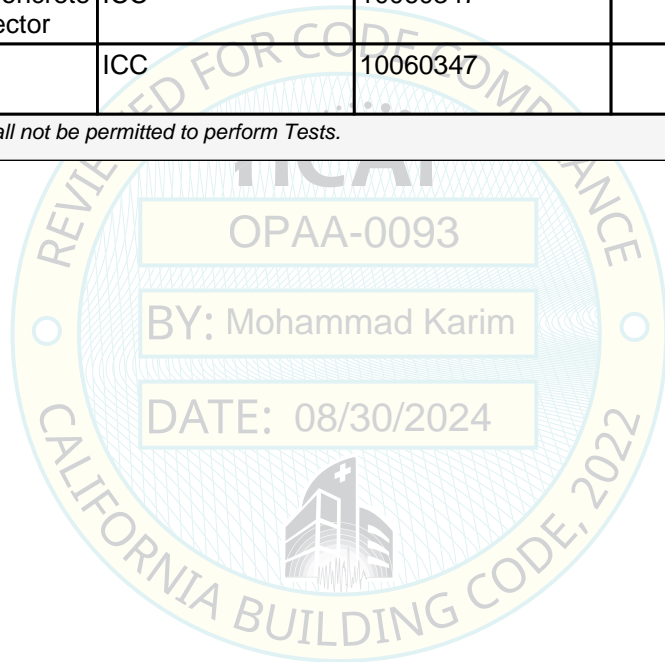 ICC
ector
ICC 10060347
all not be permitted to perform Tests.
REVIEWED FOR CODE COMPLIANCE
HCAI
OPAA-0093
BY: Mohammad Karim
DATE: 08/30/2024
CALIFORNIA BUILDING CODE, 2022